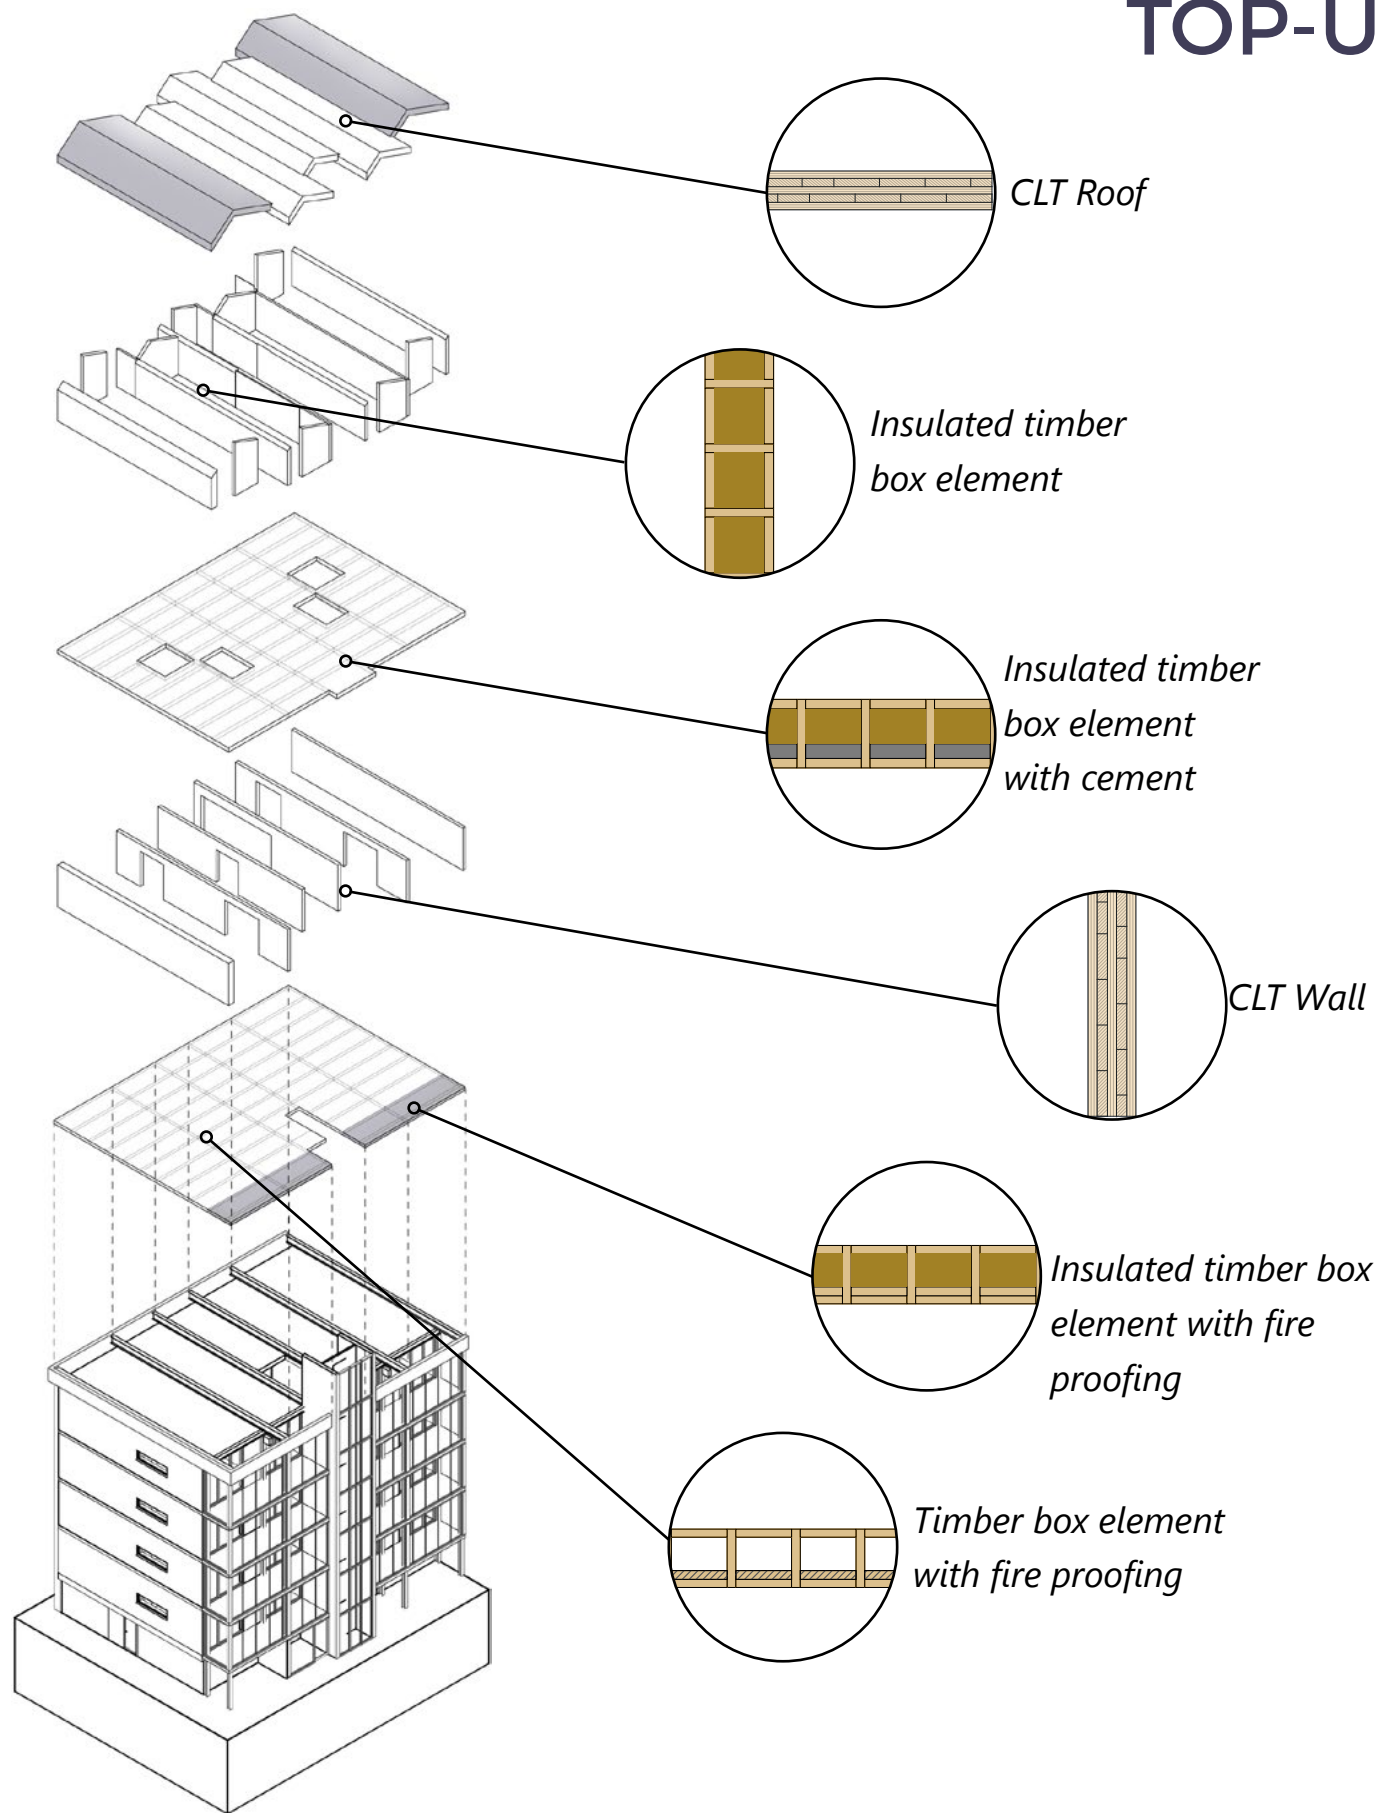 TOP-U
CLT Roof
Insulated timber
box element
Insulated timber
box element
with cement
CLT Wall
Insulated timber box
element with fire
proofing
Timber box element
with fire proofing